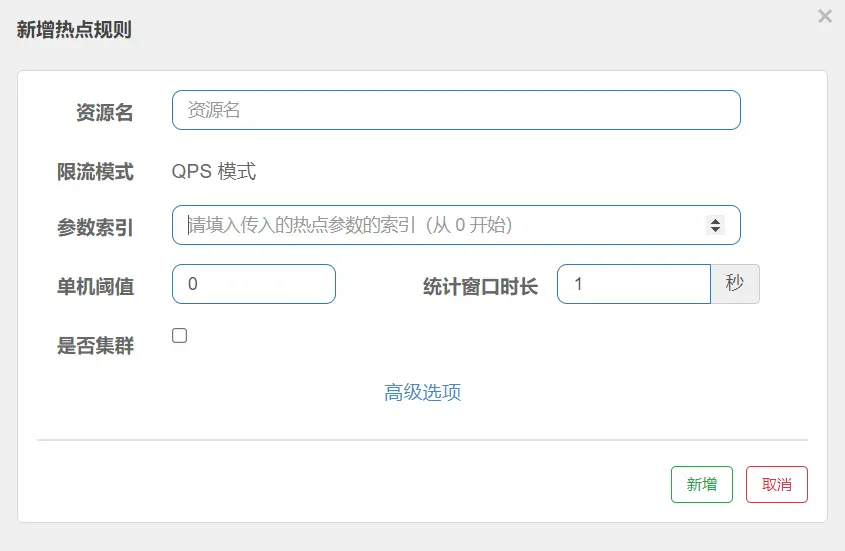 新增热点规则
×
资源名 资源名
限流模式 QPS 模式
参数索引 请填入传入的热点参数的索引（从 0 开始）
单机阈值 0 统计窗口时长 1 秒
是否集群
高级选项
新增 取消